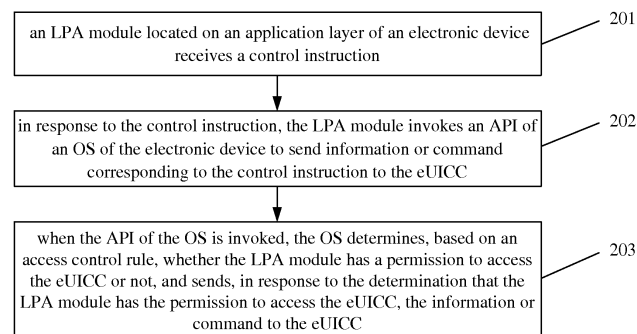 an LPA module located on an application layer of an electronic device
receives a control instruction
201
in response to the control instruction, the LPA module invokes an API of
an OS of the electronic device to send information or command
corresponding to the control instruction to the eUICC
202
when the API of the OS is invoked, the OS determines, based on an
access control rule, whether the LPA module has a permission to access
the eUICC or not, and sends, in response to the determination that the
LPA module has the permission to access the eUICC, the information or
command to the eUICC
203